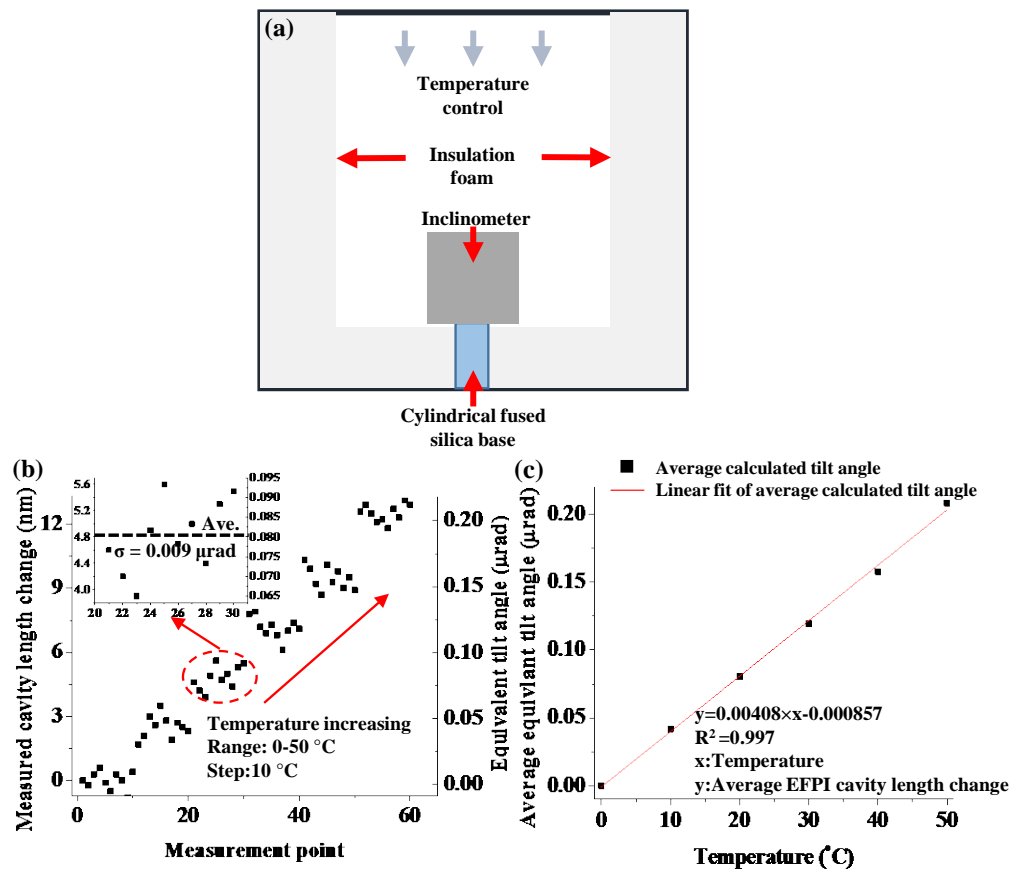 (a)
Temperature
control
Insulation
foam
Inclinometer
Cylindrical fused
silica base
(b)
Measured cavity length change (nm)
12
9
6
3
0
0 20 40 60
Measurement point
Equivalent tilt angle (μrad)
0.20
0.15
0.10
0.05
0.00
5.6
4.8
4.4
4.0
20 22 24 26 28 30
0.095
0.090
0.085
0.080
0.075
0.070
0.065
Ave.
σ = 0.009 μrad
Temperature increasing
Range: 0-50 °C
Step:10 °C
(c)
Average calculated tilt angle
Linear fit of average calculated tilt angle
Average equivlant tilt angle (μrad)
0.20
0.15
0.10
0.05
0.00
0 10 20 30 40 50
Temperature (°C)
y=0.00408×x-0.000857
R²=0.997
x:Temperature
y:Average EFPI cavity length change